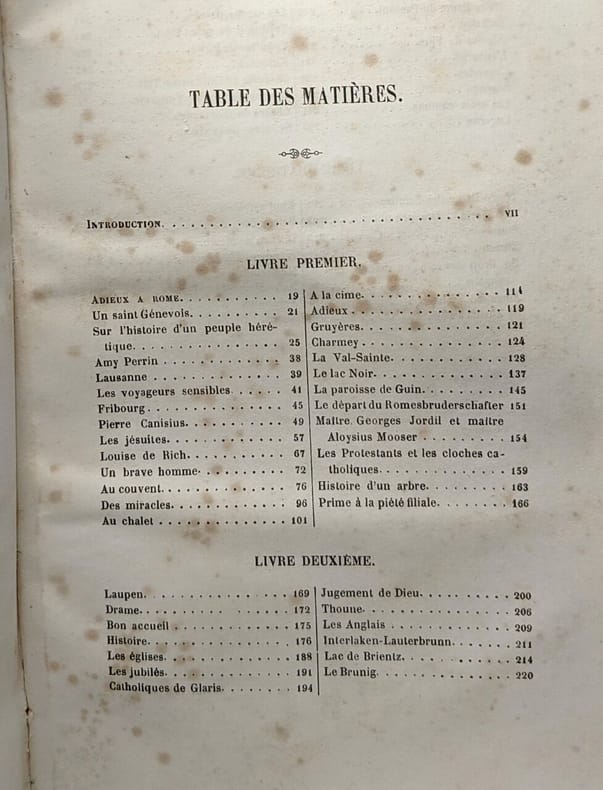 TABLE DES MATIÈRES.
INTRODUCTION. . . . . . . . . . . . . . . . . . . . . . . . . . . . . VII
LIVRE PREMIER.
ADIEUX A ROME. . . . . . . . . . . 19
Un saint Génevois. . . . . . . . . . 21
Sur l'histoire d'un peuple héré-
tique. . . . . . . . . . . . . . . . 25
Amy Perrin . . . . . . . . . . . . 38
Lausanne . . . . . . . . . . . . . 39
Les voyageurs sensibles . . . . . . 41
Fribourg . . . . . . . . . . . . . 45
Pierre Canisius. . . . . . . . . . . 49
Les jésuites. . . . . . . . . . . . . 57
Louise de Rich. . . . . . . . . . . 67
Un brave homme. . . . . . . . . . 72
Au couvent. . . . . . . . . . . . . 76
Des miracles. . . . . . . . . . . . 96
Au chalet . . . . . . . . . . . . . 101
A la cime. . . . . . . . . . . . . . 114
Adieux . . . . . . . . . . . . . . . 119
Gruyères. . . . . . . . . . . . . . 121
Charmey . . . . . . . . . . . . . . 124
La Val-Sainte. . . . . . . . . . . . 128
Le lac Noir. . . . . . . . . . . . . 137
La paroisse de Guin. . . . . . . . . 145
Le départ du Romesbruderschafter 151
Maître Georges Jordil et maître
Aloysius Mooser . . . . . . . . . 154
Les Protestants et les cloches ca-
tholiques. . . . . . . . . . . . . . 159
Histoire d'un arbre. . . . . . . . . 163
Prime à la piété filiale. . . . . . . . 166
LIVRE DEUXIÈME.
Laupen. . . . . . . . . . . . . . . 169
Drame. . . . . . . . . . . . . . . . 172
Bon accueil . . . . . . . . . . . . 175
Histoire. . . . . . . . . . . . . . . 176
Les églises. . . . . . . . . . . . . 188
Les jubilés. . . . . . . . . . . . . 191
Catholiques de Glaris. . . . . . . . 194
Jugement de Dieu. . . . . . . . . . 200
Thoune. . . . . . . . . . . . . . . 206
Les Anglais . . . . . . . . . . . . 209
Interlaken-Lauterbrunn. . . . . . . 211
Lac de Brientz. . . . . . . . . . . 214
Le Brunig. . . . . . . . . . . . . . 220